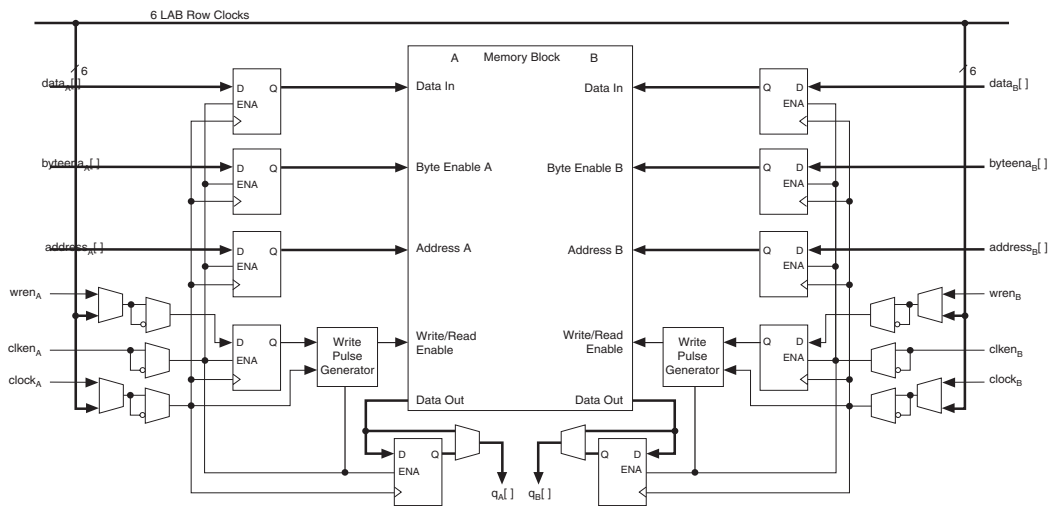 6 LAB Row Clocks
A Memory Block B
6
6
data_A[ ]
D Q
ENA
Data In
Data In
Q D
ENA
data_B[ ]
byteena_A[ ]
D Q
ENA
Byte Enable A
Byte Enable B
Q D
ENA
byteena_B[ ]
address_A[ ]
D Q
ENA
Address A
Address B
Q D
ENA
address_B[ ]
wren_A
wren_B
clken_A
clken_B
clock_A
clock_B
D Q
ENA
Write
Pulse
Generator
Write/Read
Enable
Write/Read
Enable
Write
Pulse
Generator
Q D
ENA
Data Out
Data Out
D Q
ENA
q_A[ ]
q_B[ ]
Q D
ENA